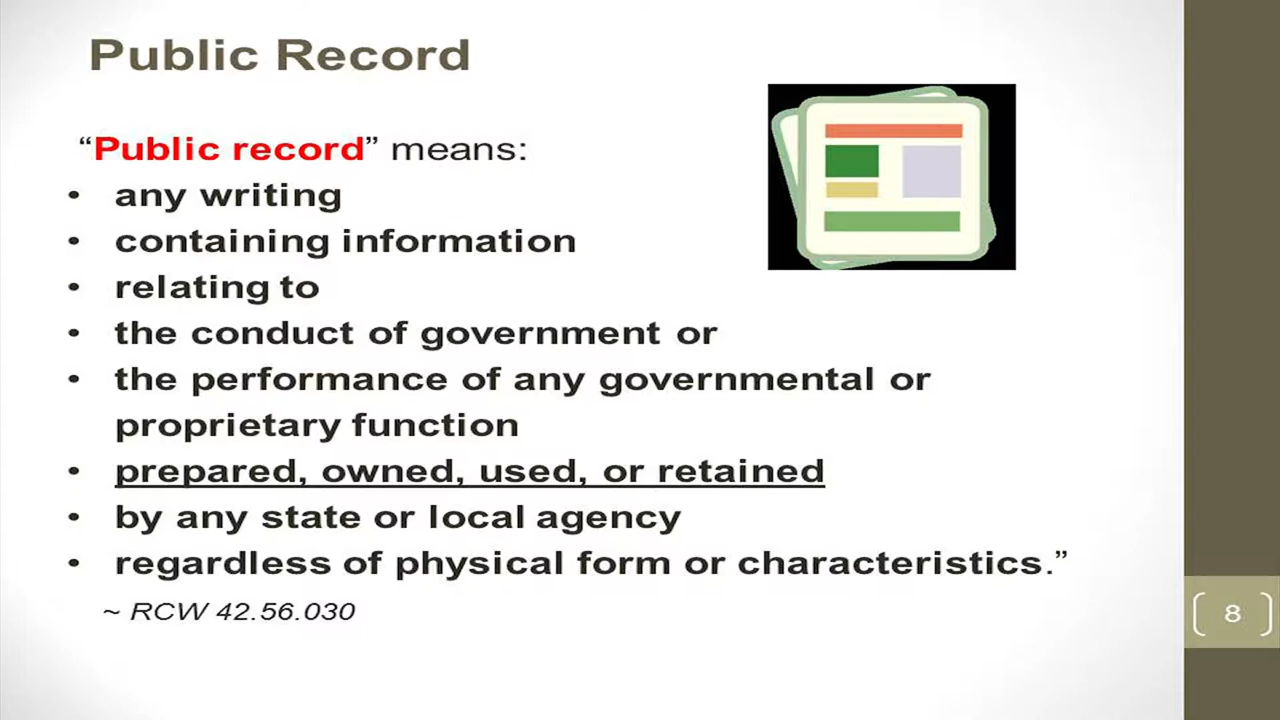 Public Record
“Public record” means:
• any writing
• containing information
• relating to
• the conduct of government or
• the performance of any governmental or
proprietary function
• prepared, owned, used, or retained
• by any state or local agency
• regardless of physical form or characteristics.”
~ RCW 42.56.030
8